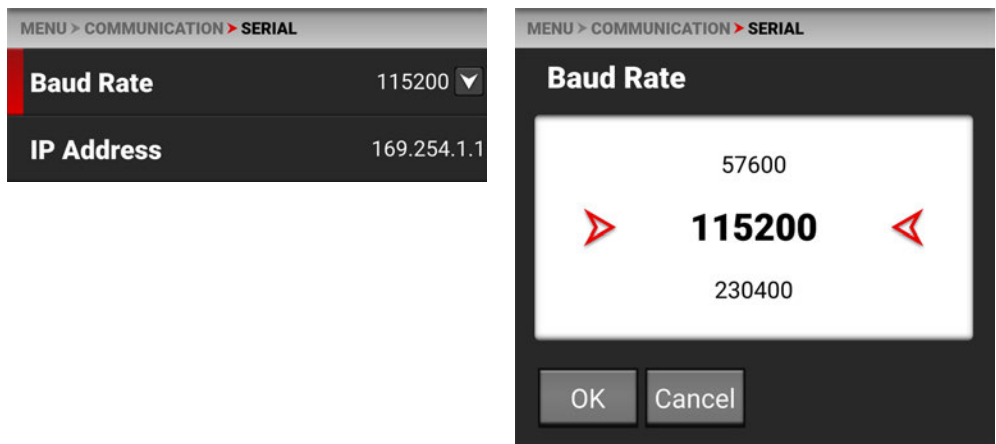 MENU > COMMUNICATION > SERIAL
Baud Rate 115200
IP Address 169.254.1.1
MENU > COMMUNICATION > SERIAL
Baud Rate
57600
115200
230400
OK Cancel